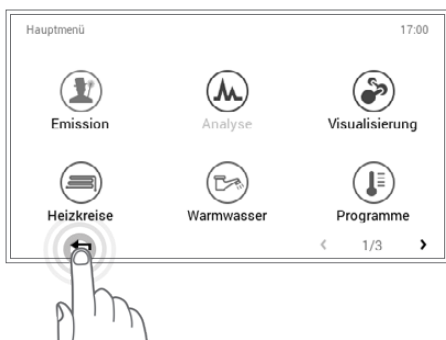 Hauptmenü 17:00
Emission Analyse Visualisierung
Heizkreise Warmwasser Programme
1/3